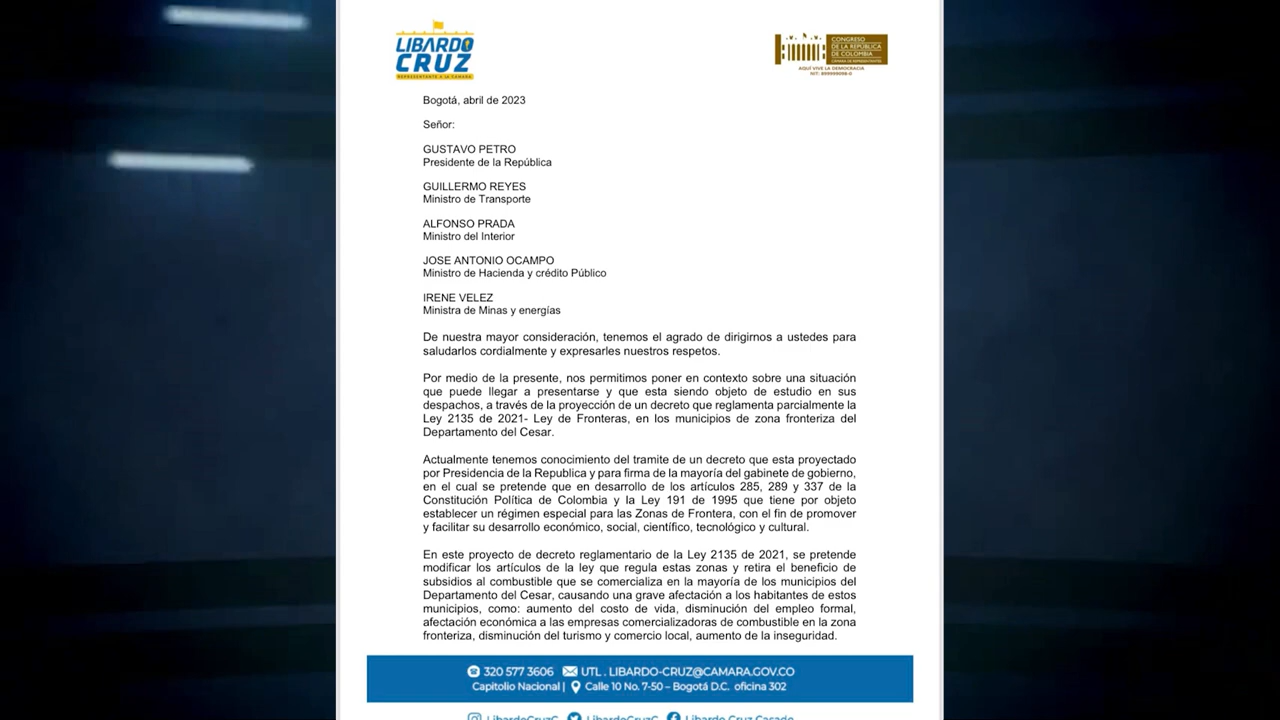 LIBARDO
CRUZ
REPRESENTANTE A LA CÁMARA
CONGRESO
DE LA REPÚBLICA
DE COLOMBIA
CÁMARA DE REPRESENTANTES
AQUÍ VIVE LA DEMOCRACIA
NIT: 899999098-0
Bogotá, abril de 2023
Señor:
GUSTAVO PETRO
Presidente de la República
GUILLERMO REYES
Ministro de Transporte
ALFONSO PRADA
Ministro del Interior
JOSE ANTONIO OCAMPO
Ministro de Hacienda y crédito Público
IRENE VELEZ
Ministra de Minas y energías
De nuestra mayor consideración, tenemos el agrado de dirigirnos a ustedes para
saludarlos cordialmente y expresarles nuestros respetos.
Por medio de la presente, nos permitimos poner en contexto sobre una situación
que puede llegar a presentarse y que esta siendo objeto de estudio en sus
despachos, a través de la proyección de un decreto que reglamenta parcialmente la
Ley 2135 de 2021- Ley de Fronteras, en los municipios de zona fronteriza del
Departamento del Cesar.
Actualmente tenemos conocimiento del tramite de un decreto que esta proyectado
por Presidencia de la Republica y para firma de la mayoría del gabinete de gobierno,
en el cual se pretende que en desarrollo de los artículos 285, 289 y 337 de la
Constitución Política de Colombia y la Ley 191 de 1995 que tiene por objeto
establecer un régimen especial para las Zonas de Frontera, con el fin de promover
y facilitar su desarrollo económico, social, científico, tecnológico y cultural.
En este proyecto de decreto reglamentario de la Ley 2135 de 2021, se pretende
modificar los artículos de la ley que regula estas zonas y retira el beneficio de
subsidios al combustible que se comercializa en la mayoría de los municipios del
Departamento del Cesar, causando una grave afectación a los habitantes de estos
municipios, como: aumento del costo de vida, disminución del empleo formal,
afectación económica a las empresas comercializadoras de combustible en la zona
fronteriza, disminución del turismo y comercio local, aumento de la inseguridad.
320 577 3606 UTL . LIBARDO-CRUZ@CAMARA.GOV.CO
Capitolio Nacional | Calle 10 No. 7-50 – Bogotá D.C. oficina 302
LibardoCruzC LibardoCruzC Libardo Cruz Casado